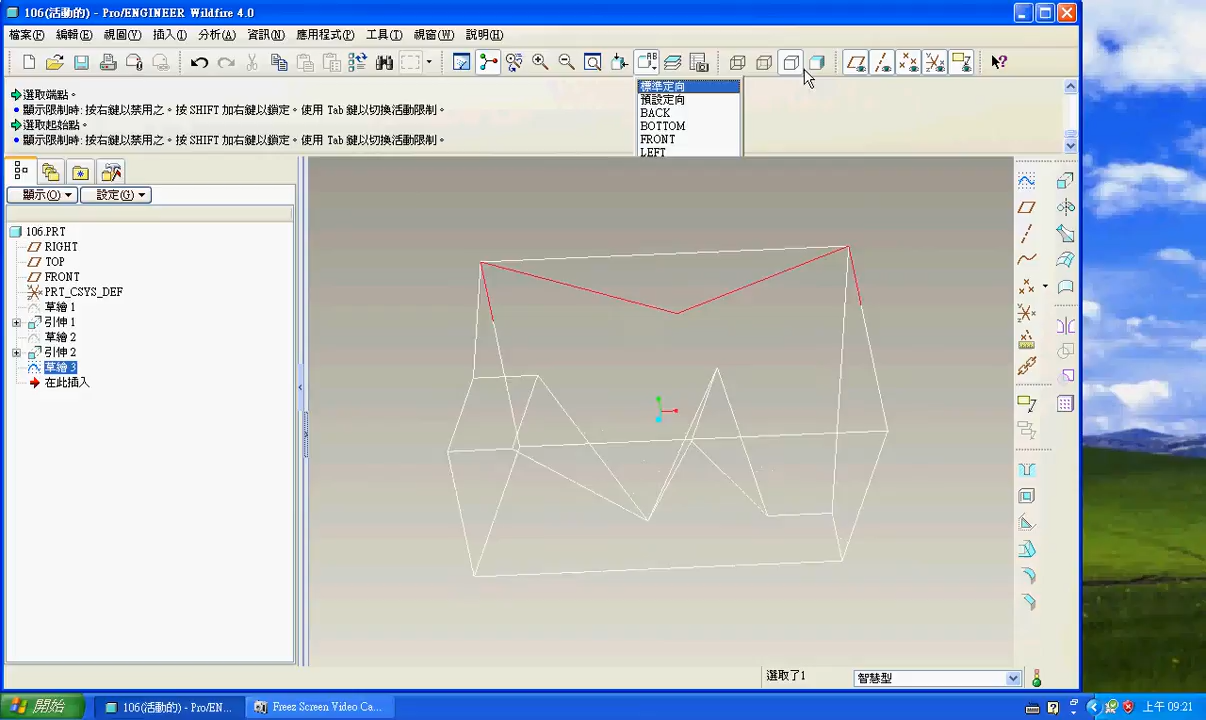 106(活動的) - Pro/ENGINEER Wildfire 4.0
檔案(F) 編輯(E) 視圖(V) 插入(I) 分析(A) 資訊(N) 應用程式(P) 工具(T) 視窗(W) 說明(H)
選取端點。
• 顯示限制時: 按右鍵以禁用之。按 SHIFT 加右鍵以鎖定。使用 Tab 鍵以切換活動限制。
選取起始點。
• 顯示限制時: 按右鍵以禁用之。按 SHIFT 加右鍵以鎖定。使用 Tab 鍵以切換活動限制。
標準定向
預設定向
BACK
BOTTOM
FRONT
LEFT
顯示(O) 設定(G)
106.PRT
RIGHT
TOP
FRONT
PRT_CSYS_DEF
草繪 1
引伸 1
草繪 2
引伸 2
草繪 3
在此插入
選取了1
智慧型
開始
106(活動的) - Pro/EN...
Freez Screen Video Ca...
上午 09:21